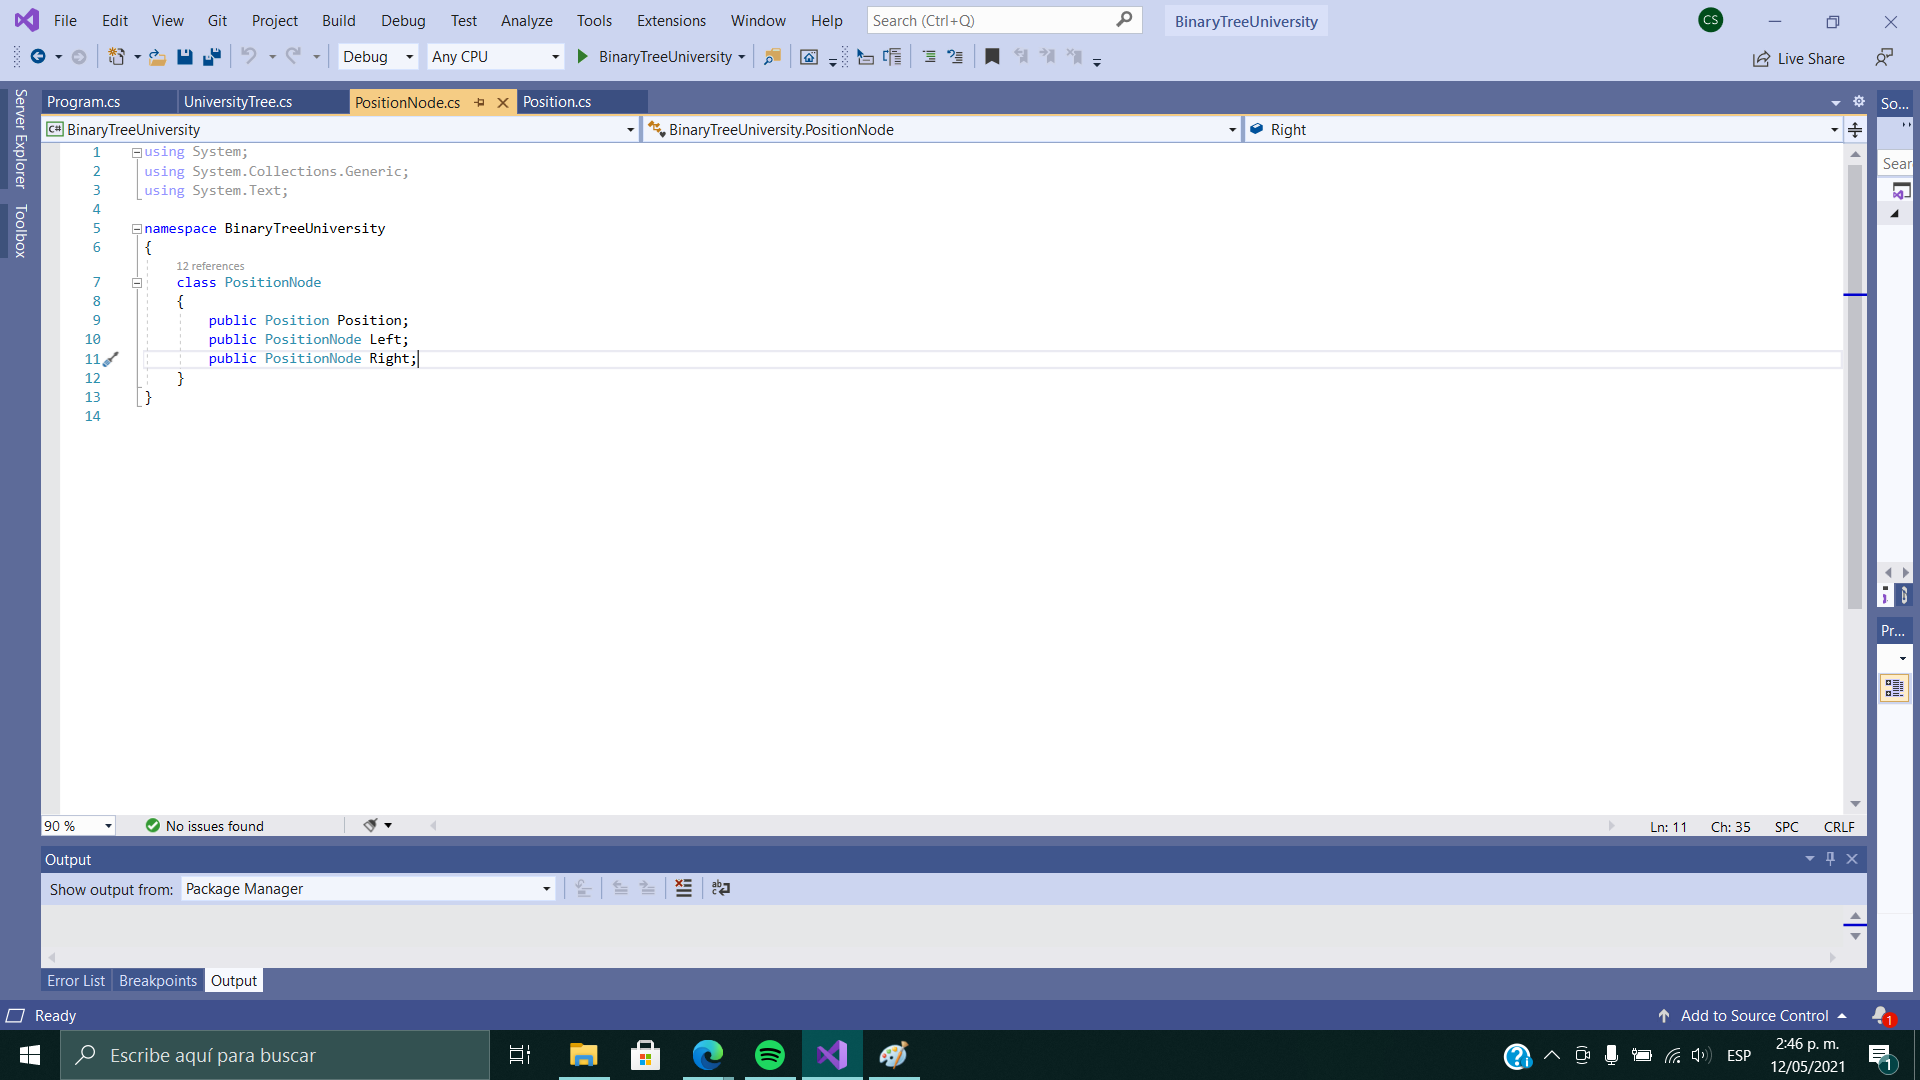 File Edit View Git Project Build Debug Test Analyze Tools Extensions Window Help Search (Ctrl+Q) BinaryTreeUniversity CS
Debug Any CPU BinaryTreeUniversity Live Share
Server Explorer
Toolbox
Program.cs UniversityTree.cs PositionNode.cs Position.cs So...
C# BinaryTreeUniversity BinaryTreeUniversity.PositionNode Right
Sear
1 using System;
2 using System.Collections.Generic;
3 using System.Text;
4
5 namespace BinaryTreeUniversity
6 {
12 references
7 class PositionNode
8 {
9 public Position Position;
10 public PositionNode Left;
11 public PositionNode Right;
12 }
13 }
14
Pr...
90 % No issues found Ln: 11 Ch: 35 SPC CRLF
Output
Show output from: Package Manager
Error List Breakpoints Output
Ready Add to Source Control 1
Escribe aquí para buscar ESP 2:46 p. m.
12/05/2021 1